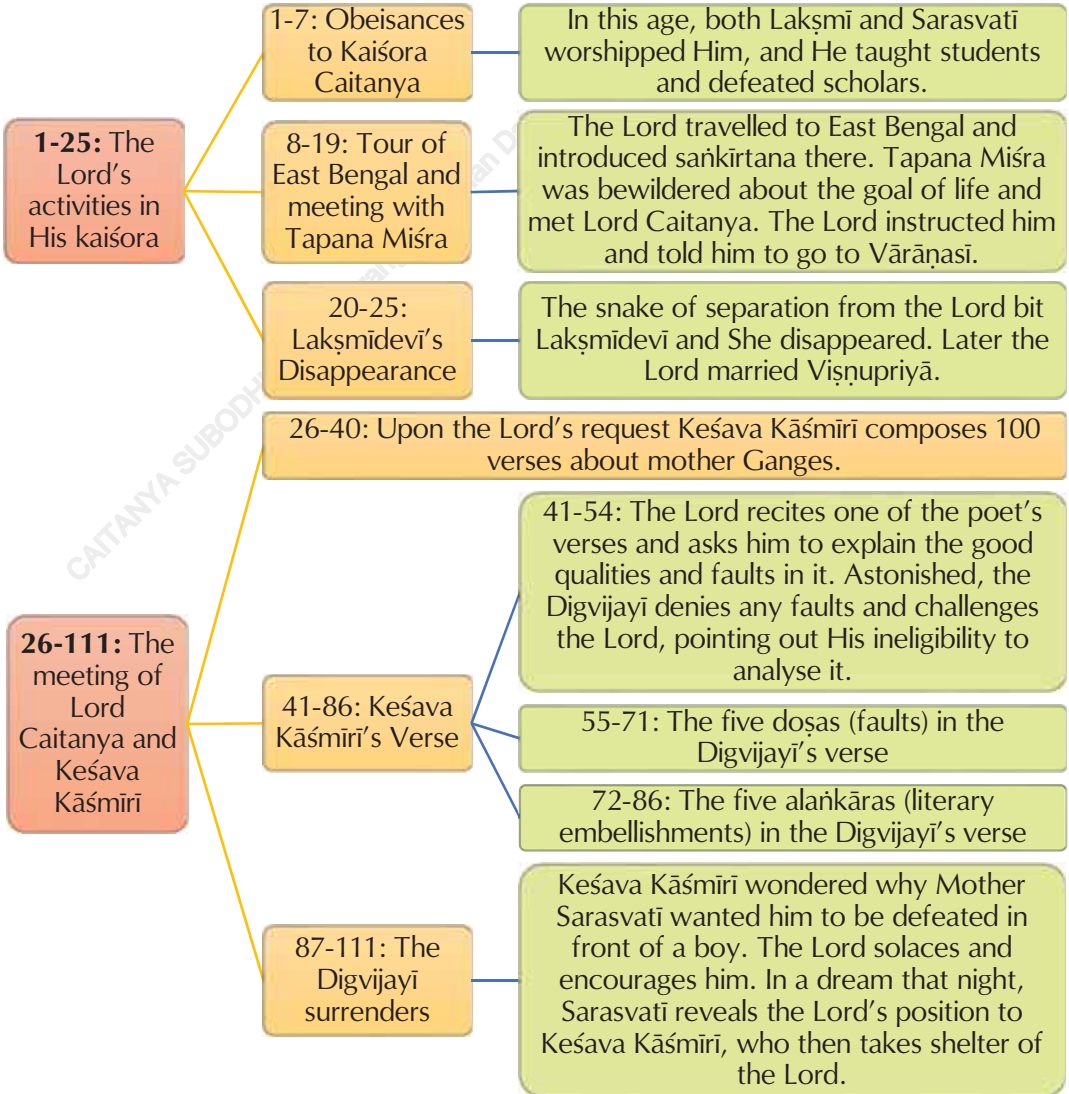 1-25: The
Lord's
activities in
His kaiśora
1-7: Obeisances
to Kaiśora
Caitanya
In this age, both Lakṣmī and Sarasvatī
worshipped Him, and He taught students
and defeated scholars.
8-19: Tour of
East Bengal and
meeting with
Tapana Miśra
The Lord travelled to East Bengal and
introduced saṅkīrtana there. Tapana Miśra
was bewildered about the goal of life and
met Lord Caitanya. The Lord instructed him
and told him to go to Vārāṇasī.
20-25:
Lakṣmīdevī's
Disappearance
The snake of separation from the Lord bit
Lakṣmīdevī and She disappeared. Later the
Lord married Viṣṇupriyā.
26-111: The
meeting of
Lord
Caitanya and
Keśava
Kāśmīrī
26-40: Upon the Lord's request Keśava Kāśmīrī composes 100
verses about mother Ganges.
41-86: Keśava
Kāśmīrī's Verse
41-54: The Lord recites one of the poet's
verses and asks him to explain the good
qualities and faults in it. Astonished, the
Digvijayī denies any faults and challenges
the Lord, pointing out His ineligibility to
analyse it.
55-71: The five doṣas (faults) in the
Digvijayī's verse
72-86: The five alaṅkāras (literary
embellishments) in the Digvijayī's verse
87-111: The
Digvijayī
surrenders
Keśava Kāśmīrī wondered why Mother
Sarasvatī wanted him to be defeated in
front of a boy. The Lord solaces and
encourages him. In a dream that night,
Sarasvatī reveals the Lord's position to
Keśava Kāśmīrī, who then takes shelter of
the Lord.
CAITANYA